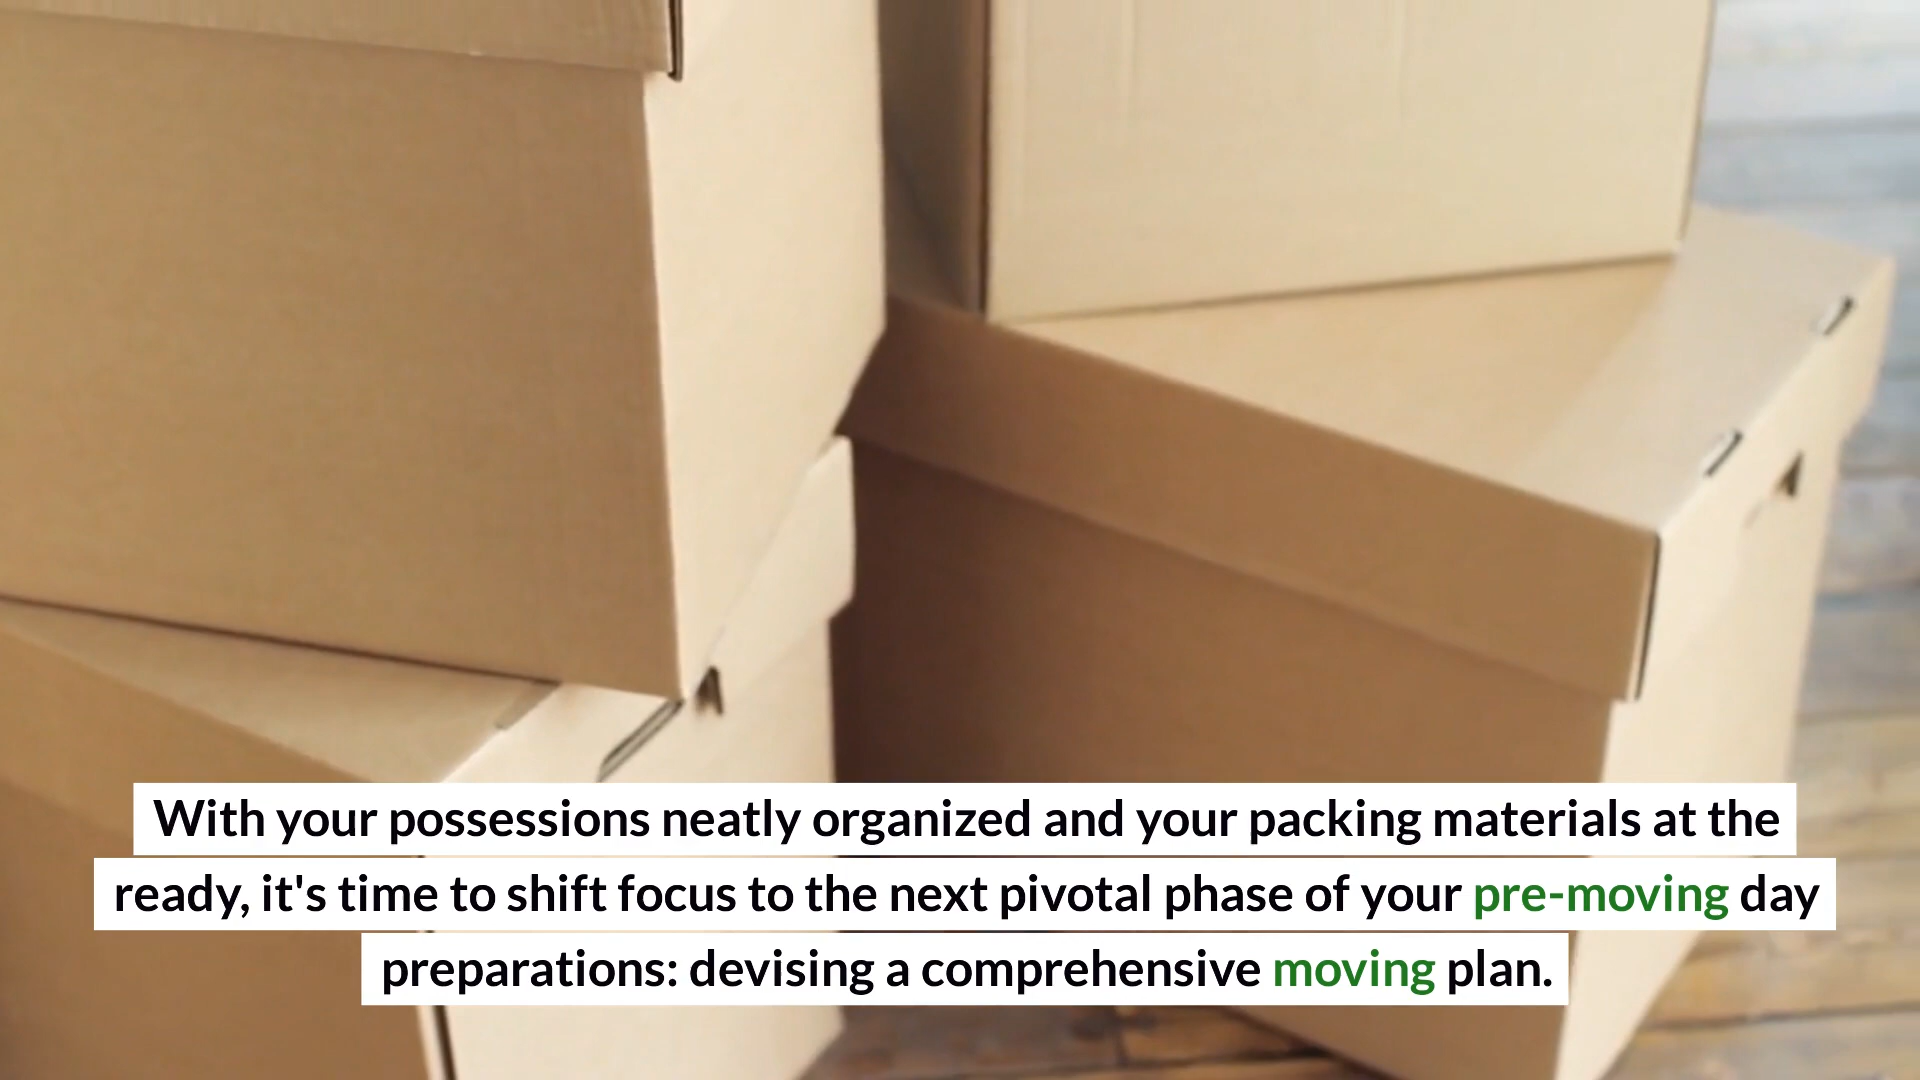 With your possessions neatly organized and your packing materials at the
ready, it's time to shift focus to the next pivotal phase of your pre-moving day
preparations: devising a comprehensive moving plan.